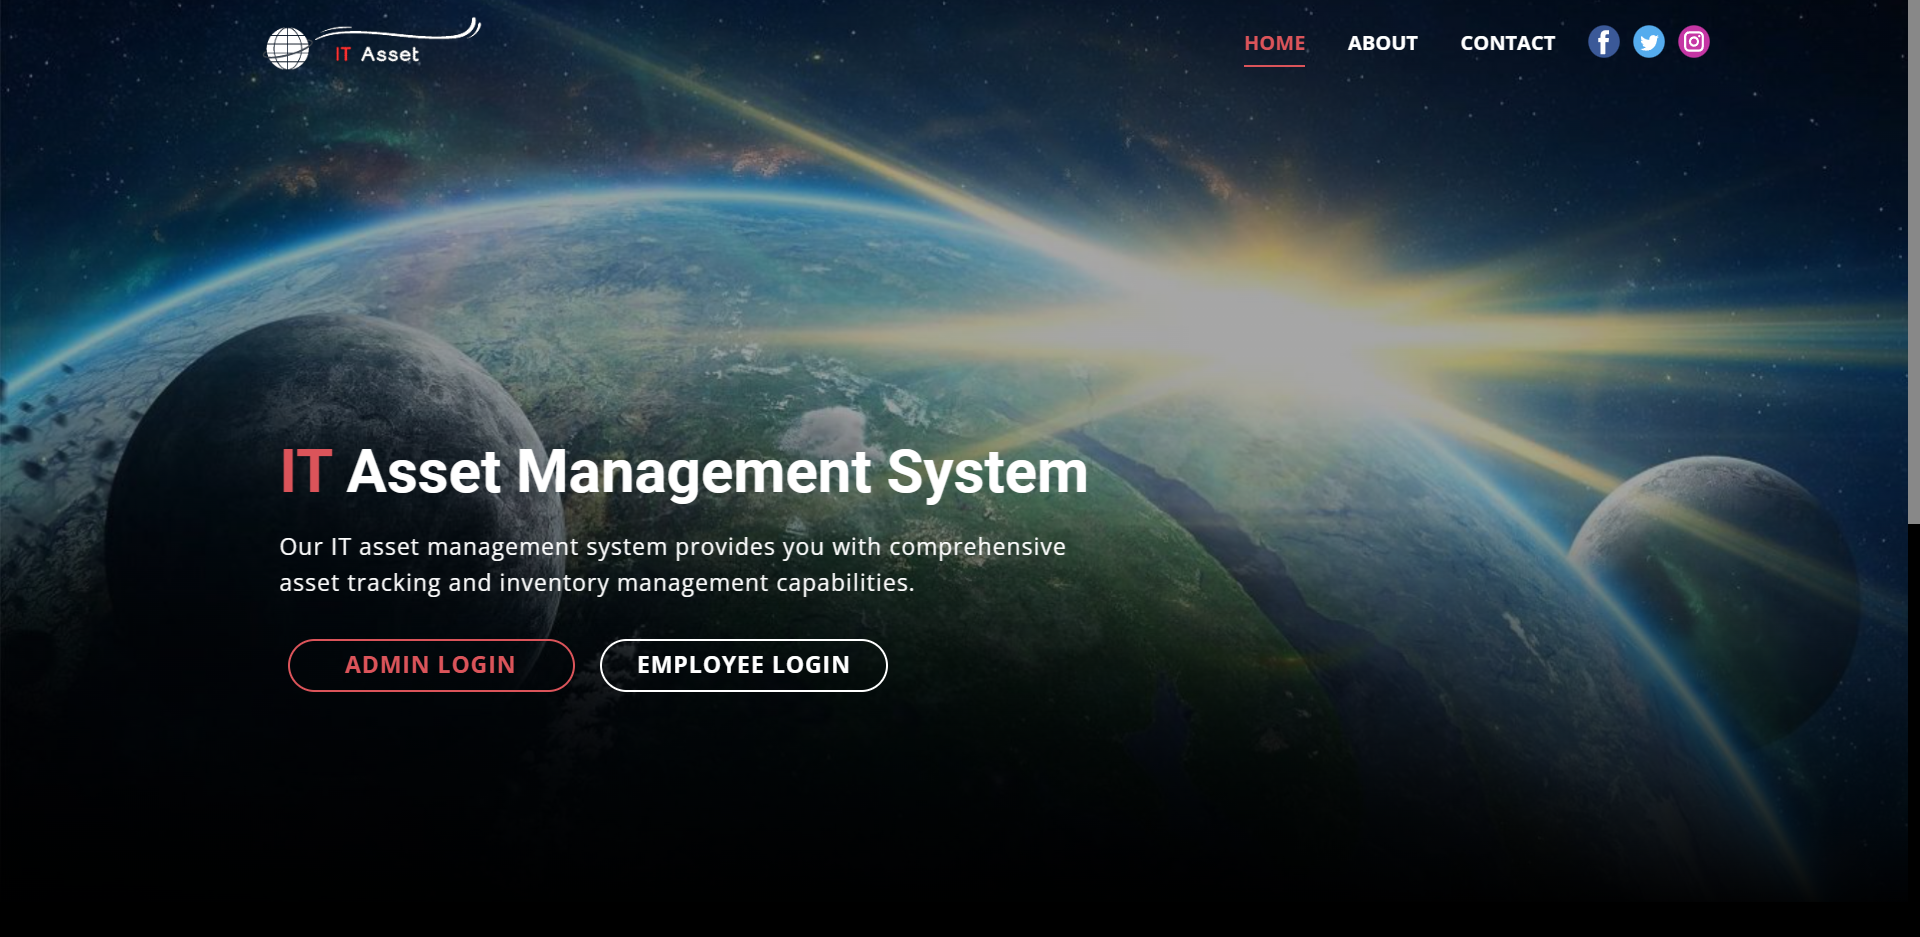 IT Asset
HOME ABOUT CONTACT
IT Asset Management System
Our IT asset management system provides you with comprehensive
asset tracking and inventory management capabilities.
ADMIN LOGIN EMPLOYEE LOGIN